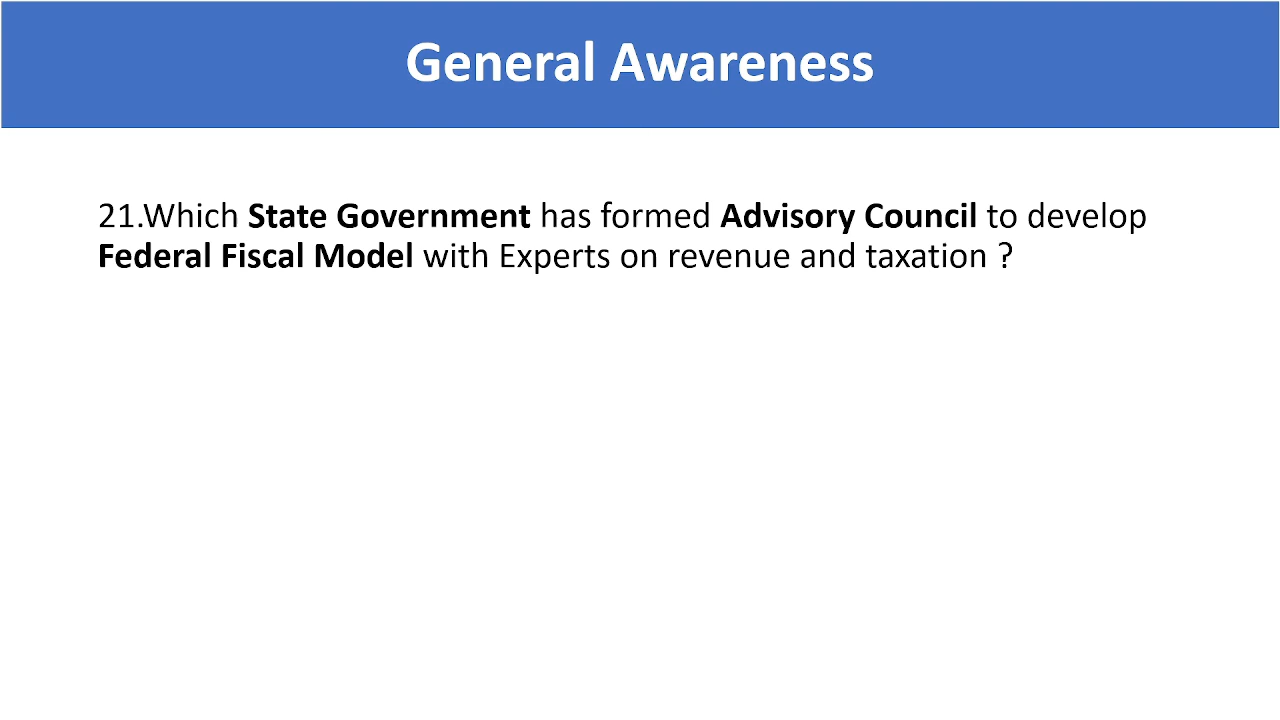 General Awareness
21.Which State Government has formed Advisory Council to develop
Federal Fiscal Model with Experts on revenue and taxation ?